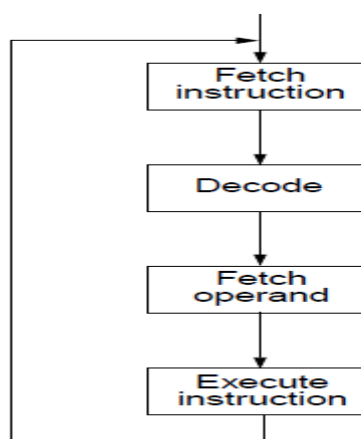 Fetch
instruction
Decode
Fetch
operand
Execute
instruction